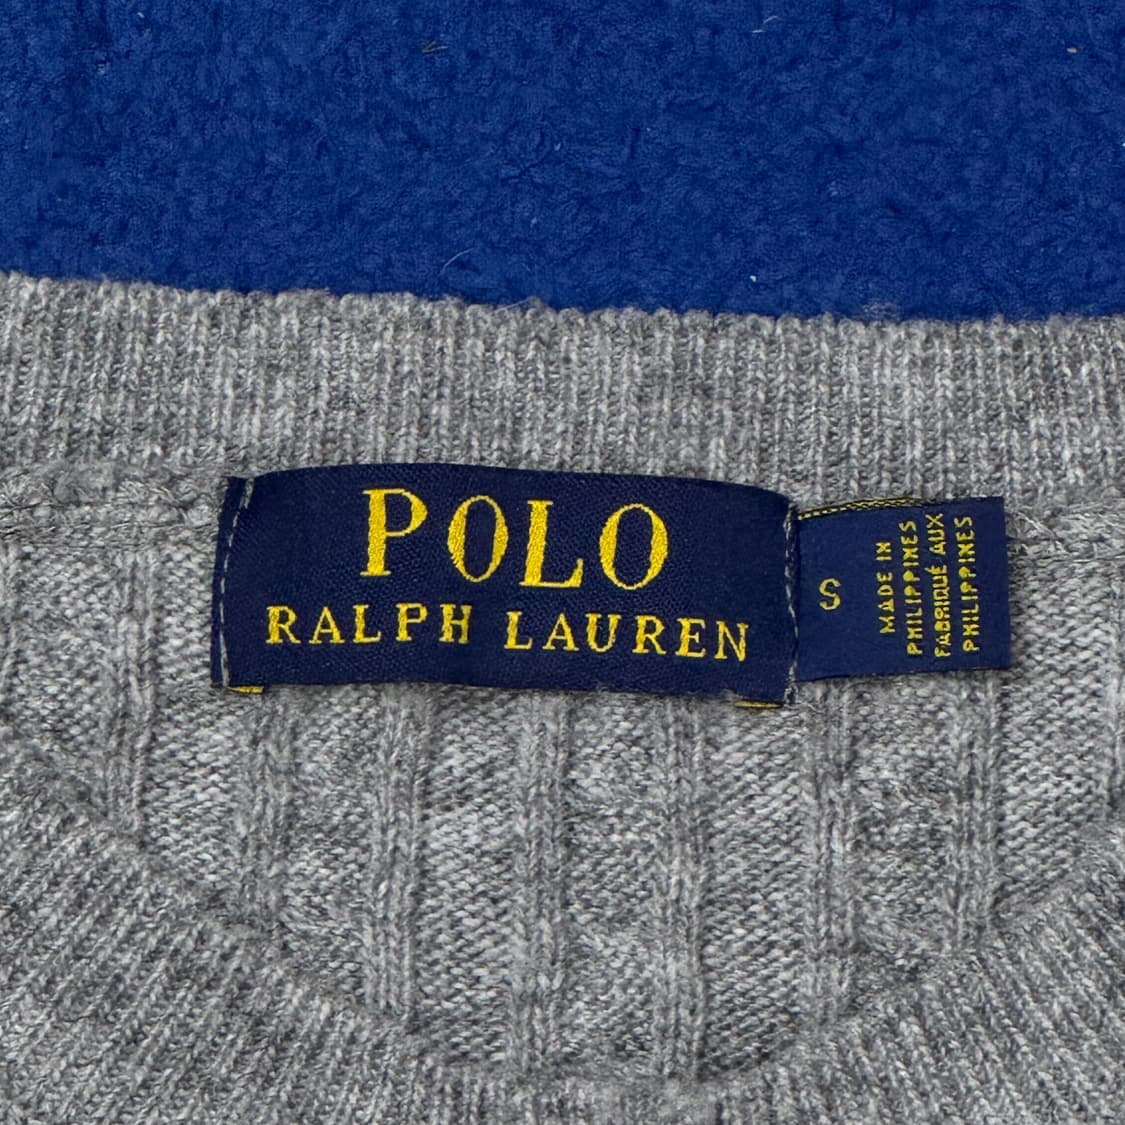 POLO
RALPH LAUREN
S
MADE IN
PHILIPPINES
FABRIQUÉ AUX
PHILIPPINES